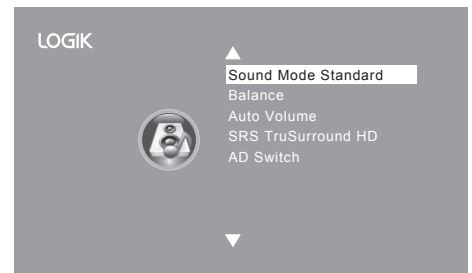 LOGIK
Sound Mode Standard
Balance
Auto Volume
SRS TruSurround HD
AD Switch